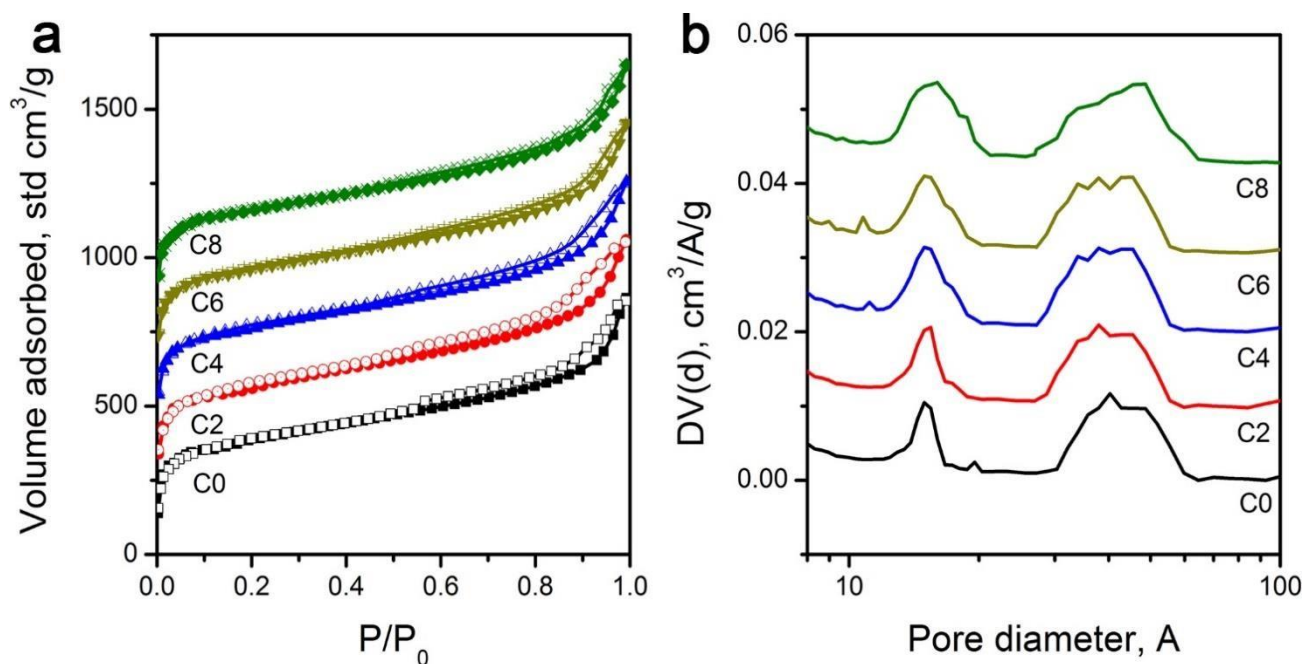 a
Volume adsorbed, std cm³/g
1500
1000
500
0
C8
C6
C4
C2
C0
0.0 0.2 0.4 0.6 0.8 1.0
P/P₀
b
DV(d), cm³/A/g
0.06
0.04
0.02
0.00
C8
C6
C4
C2
C0
10 100
Pore diameter, A